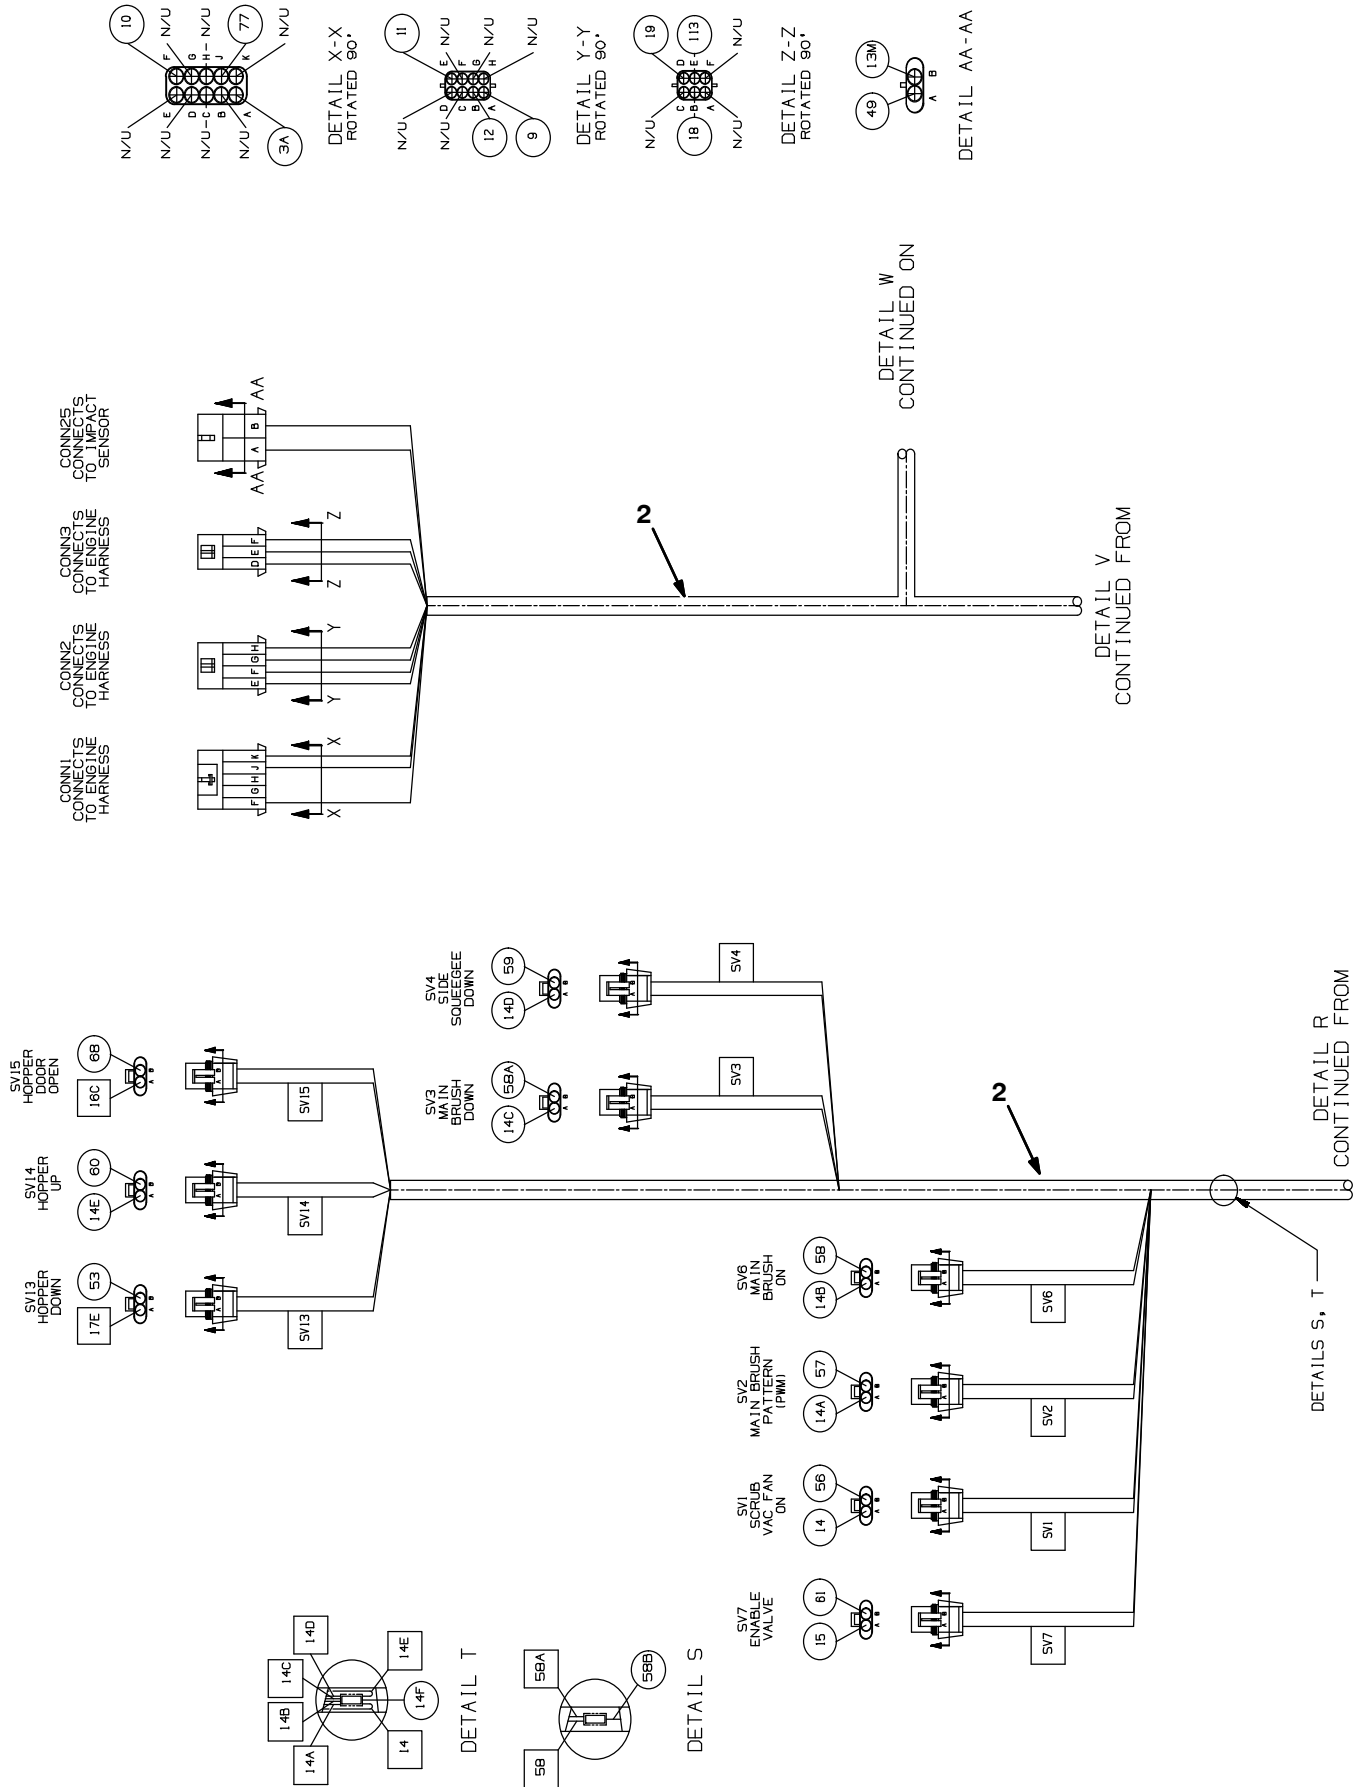 10
F
N/U
G
H
N/U
J
77
K
N/U
N/U
E
N/U
D
N/U
C
B
N/U
A
3A
DETAIL X-X
ROTATED 90°
11
E
N/U
F
G
N/U
H
N/U
N/U
D
C
N/U
B
12
A
9
DETAIL Y-Y
ROTATED 90°
19
D
E
113
F
N/U
N/U
C
B
18
A
N/U
DETAIL Z-Z
ROTATED 90°
13M
49
A
B
DETAIL AA-AA
CONN1
CONNECTS
TO ENGINE
HARNESS
F G H J K
X
X
CONN2
CONNECTS
TO ENGINE
HARNESS
E F G H
Y
Y
CONN3
CONNECTS
TO ENGINE
HARNESS
D E F
Z
Z
CONN25
CONNECTS
TO IMPACT
SENSOR
A B
AA
AA
2
DETAIL W
CONTINUED ON
DETAIL V
CONTINUED FROM
SV13
HOPPER
DOWN
17E
53
A
B
A B
SV13
SV14
HOPPER
UP
14E
60
A
B
A B
SV14
SV15
HOPPER
DOOR
OPEN
16C
68
A
B
A B
SV15
SV3
MAIN
BRUSH
DOWN
14C
58A
A
B
A B
SV3
SV4
SIDE
SQUEEGEE
DOWN
14D
59
A
B
A B
SV4
2
SV7
ENABLE
VALVE
15
61
A
B
A B
SV7
SV1
SCRUB
VAC FAN
ON
14
56
A
B
A B
SV1
SV2
MAIN BRUSH
PATTERN
(PWM)
14A
57
A
B
A B
SV2
SV6
MAIN
BRUSH
ON
14B
58
A
B
A B
SV6
DETAILS S, T
DETAIL R
CONTINUED FROM
14A
14B
14C
14D
14
14F
14E
DETAIL T
58
58A
58B
DETAIL S